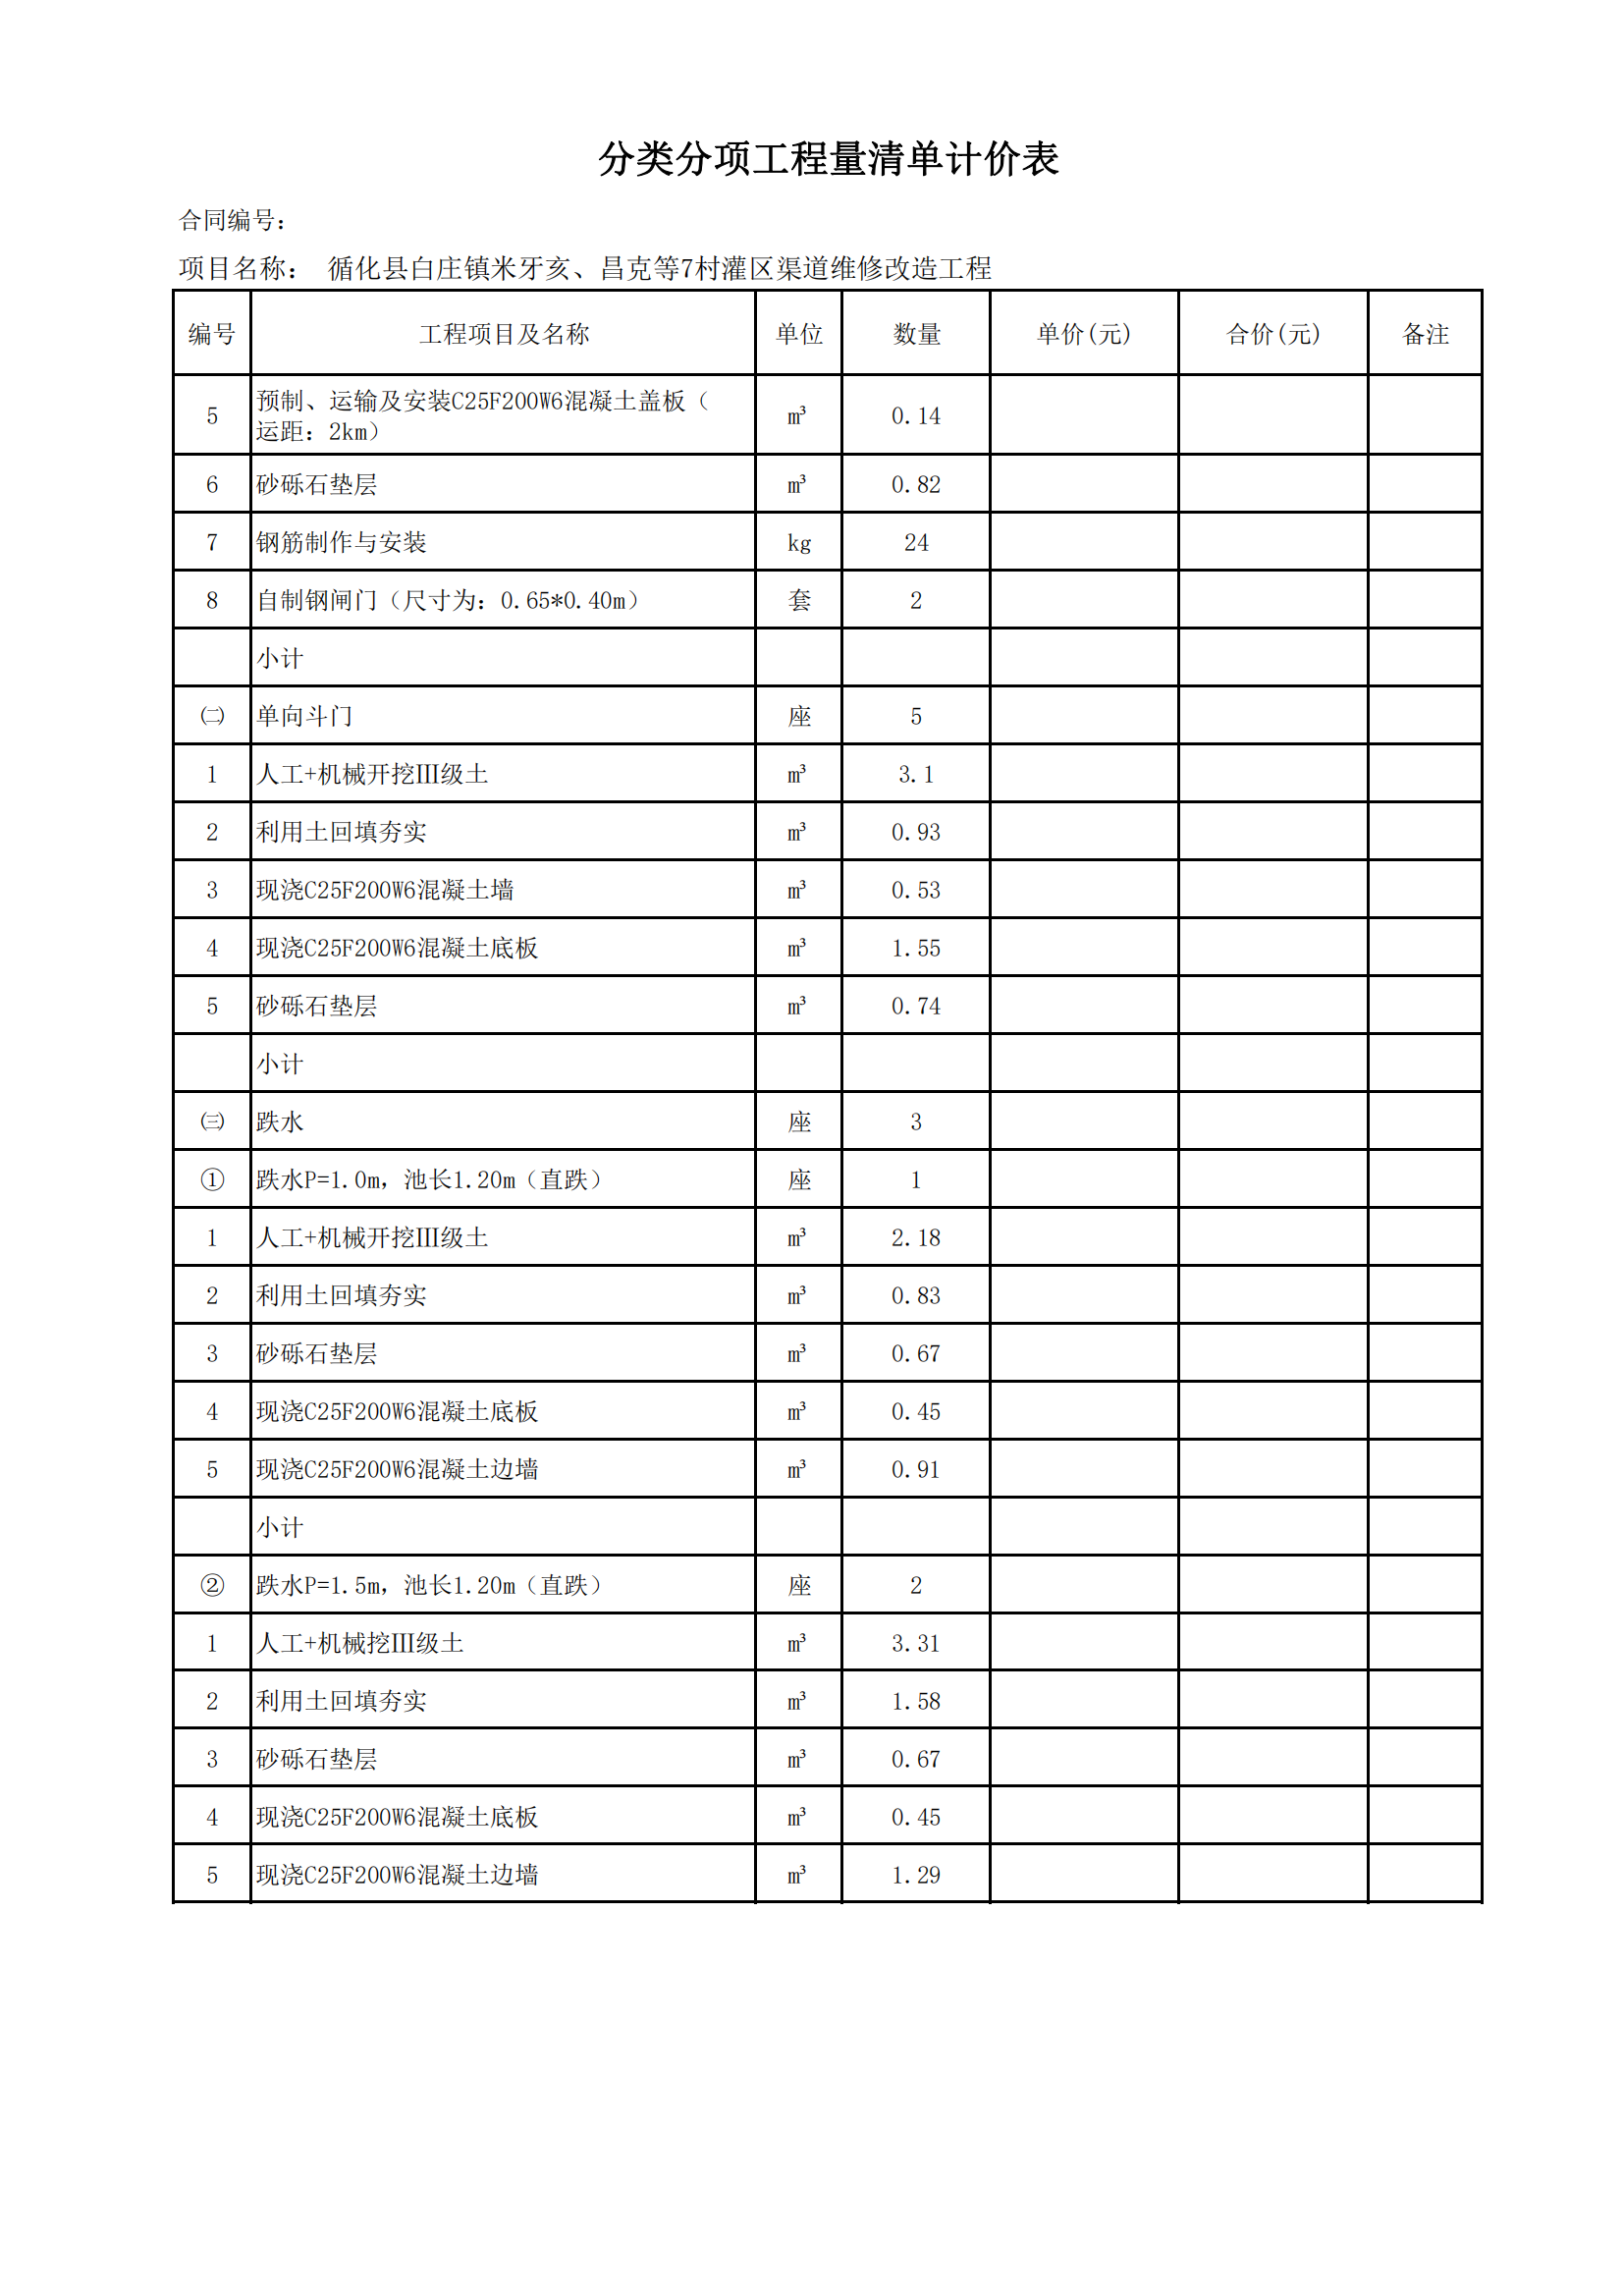 分类分项工程量清单计价表
合同编号：
项目名称： 循化县白庄镇米牙亥、昌克等7村灌区渠道维修改造工程
编号 工程项目及名称 单位 数量 单价(元) 合价(元) 备注
5 预制、运输及安装C25F200W6混凝土盖板（
运距：2km） m³ 0.14
6 砂砾石垫层 m³ 0.82
7 钢筋制作与安装 kg 24
8 自制钢闸门（尺寸为：0.65*0.40m） 套 2
小计
㈡ 单向斗门 座 5
1 人工+机械开挖Ⅲ级土 m³ 3.1
2 利用土回填夯实 m³ 0.93
3 现浇C25F200W6混凝土墙 m³ 0.53
4 现浇C25F200W6混凝土底板 m³ 1.55
5 砂砾石垫层 m³ 0.74
小计
㈢ 跌水 座 3
① 跌水P=1.0m，池长1.20m（直跌） 座 1
1 人工+机械开挖Ⅲ级土 m³ 2.18
2 利用土回填夯实 m³ 0.83
3 砂砾石垫层 m³ 0.67
4 现浇C25F200W6混凝土底板 m³ 0.45
5 现浇C25F200W6混凝土边墙 m³ 0.91
小计
② 跌水P=1.5m，池长1.20m（直跌） 座 2
1 人工+机械挖Ⅲ级土 m³ 3.31
2 利用土回填夯实 m³ 1.58
3 砂砾石垫层 m³ 0.67
4 现浇C25F200W6混凝土底板 m³ 0.45
5 现浇C25F200W6混凝土边墙 m³ 1.29